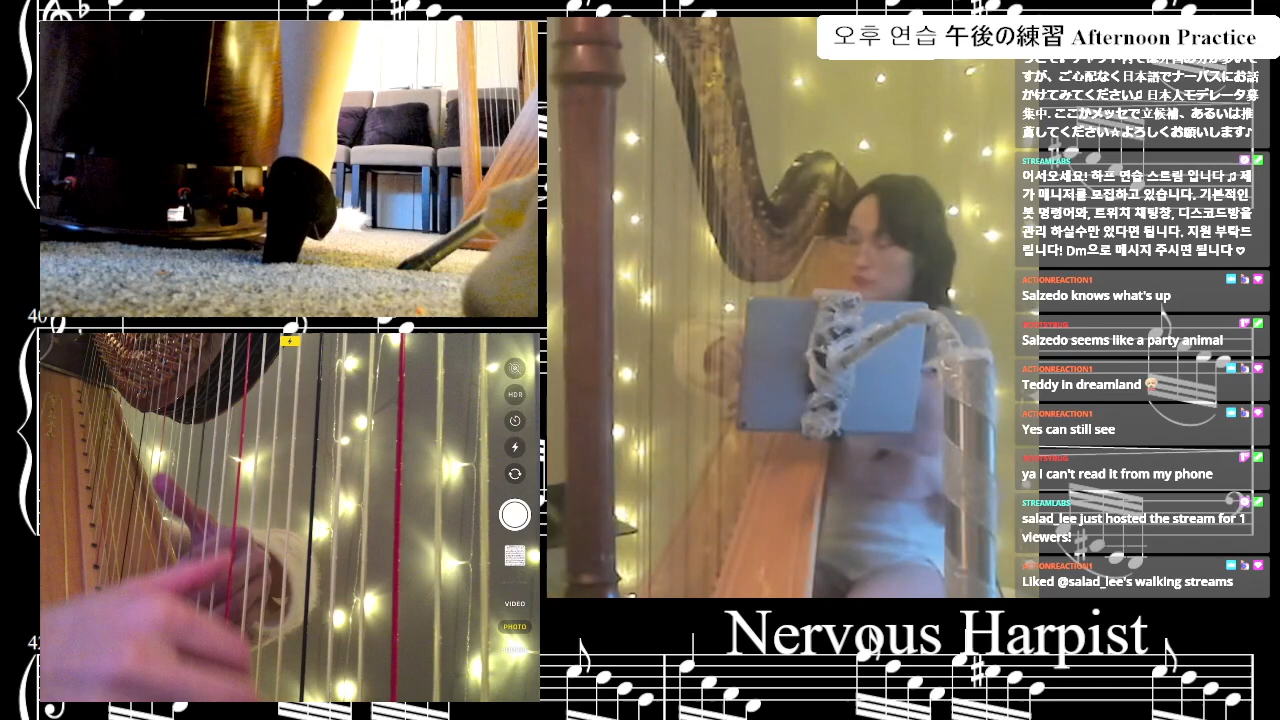 오후 연습 午後の練習 Afternoon Practice
すが、ご心配なく日本語でナーバスにお話
かけてみてください♫ 日本人モデレータ募
集中. ここかメッセで立候補、あるいは推
薦してください☆よろしくお願いします♪
STREAMLABS
어서오세요! 하프 연습 스트림 입니다 ♫ 제
가 매니저를 모집하고 있습니다. 기본적인
봇 명령어와, 트위치 채팅창, 디스코드방을
관리 하실수만 있다면 됩니다. 지원 부탁드
립니다! Dm으로 메시지 주시면 됩니다 ♡
ACTIONREACTION1
Salzedo knows what's up
Salzedo seems like a party animal
ACTIONREACTION1
Teddy in dreamland
ACTIONREACTION1
Yes can still see
ya I can't read it from my phone
STREAMLABS
salad_lee just hosted the stream for 1
viewers!
ACTIONREACTION1
Liked @salad_lee's walking streams
HDR
VIDEO
PHOTO
Nervous Harpist